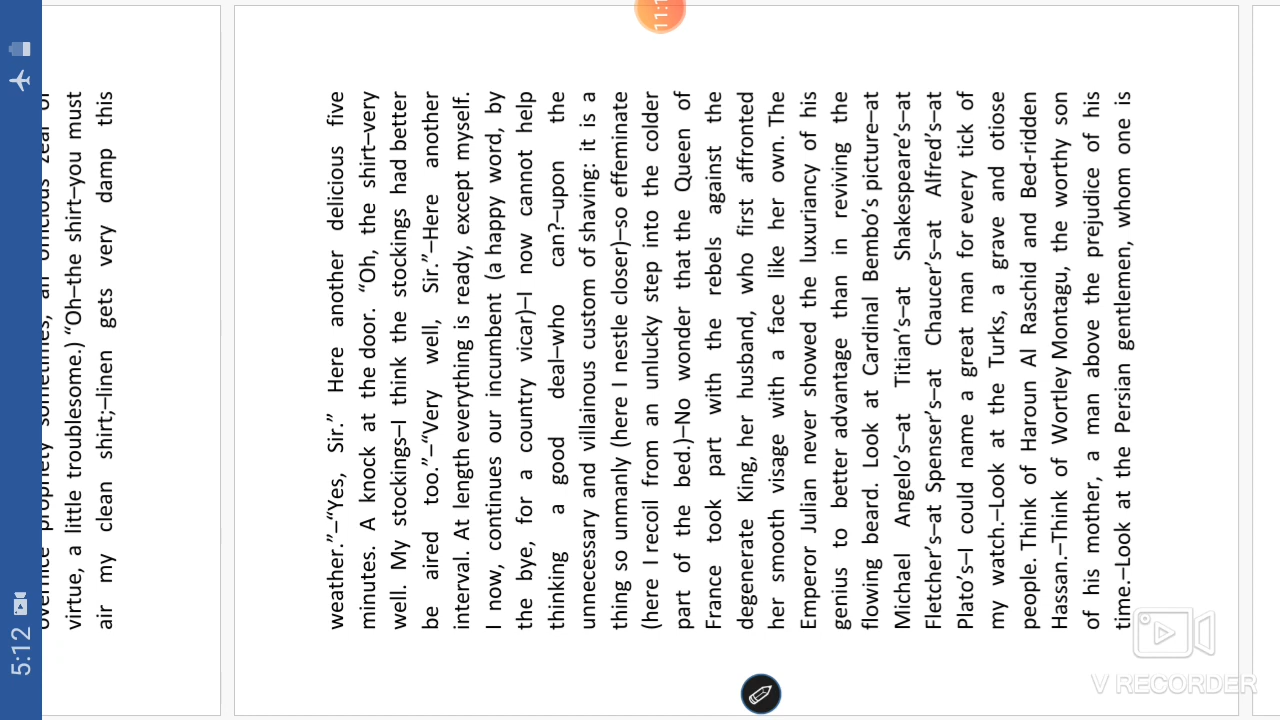 5:12
11:1
overnice propriety sometimes, an officious zeal of
virtue, a little troublesome.) “Oh–the shirt–you must
air my clean shirt;–linen gets very damp this
weather.”–“Yes, Sir.” Here another delicious five
minutes. A knock at the door. “Oh, the shirt–very
well. My stockings–I think the stockings had better
be aired too.”–“Very well, Sir.”–Here another
interval. At length everything is ready, except myself.
I now, continues our incumbent (a happy word, by
the bye, for a country vicar)–I now cannot help
thinking a good deal–who can?–upon the
unnecessary and villainous custom of shaving: it is a
thing so unmanly (here I nestle closer)–so effeminate
(here I recoil from an unlucky step into the colder
part of the bed.)–No wonder that the Queen of
France took part with the rebels against the
degenerate King, her husband, who first affronted
her smooth visage with a face like her own. The
Emperor Julian never showed the luxuriancy of his
genius to better advantage than in reviving the
flowing beard. Look at Cardinal Bembo’s picture–at
Michael Angelo’s–at Titian’s–at Shakespeare’s–at
Fletcher’s–at Spenser’s–at Chaucer’s–at Alfred’s–at
Plato’s–I could name a great man for every tick of
my watch.–Look at the Turks, a grave and otiose
people.–Think of Haroun Al Raschid and Bed-ridden
Hassan.–Think of Wortley Montagu, the worthy son
of his mother, a man above the prejudice of his
time.–Look at the Persian gentlemen, whom one is
V RECORDER